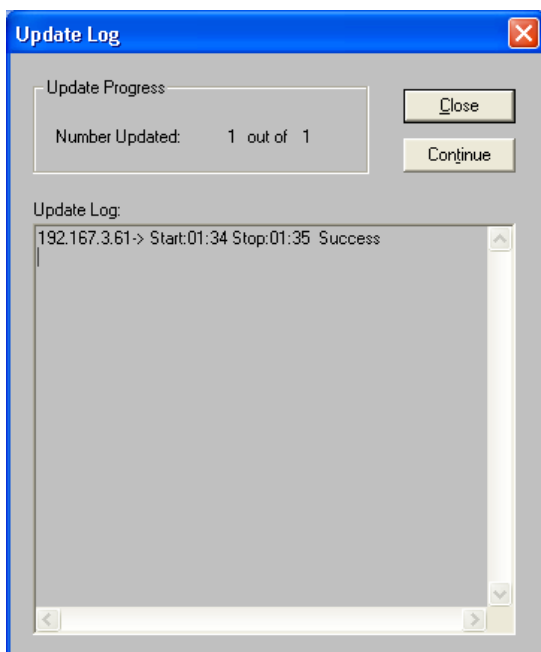 Update Log
Update Progress
Close
Number Updated: 1 out of 1
Continue
Update Log:
192.167.3.61-> Start:01:34 Stop:01:35 Success